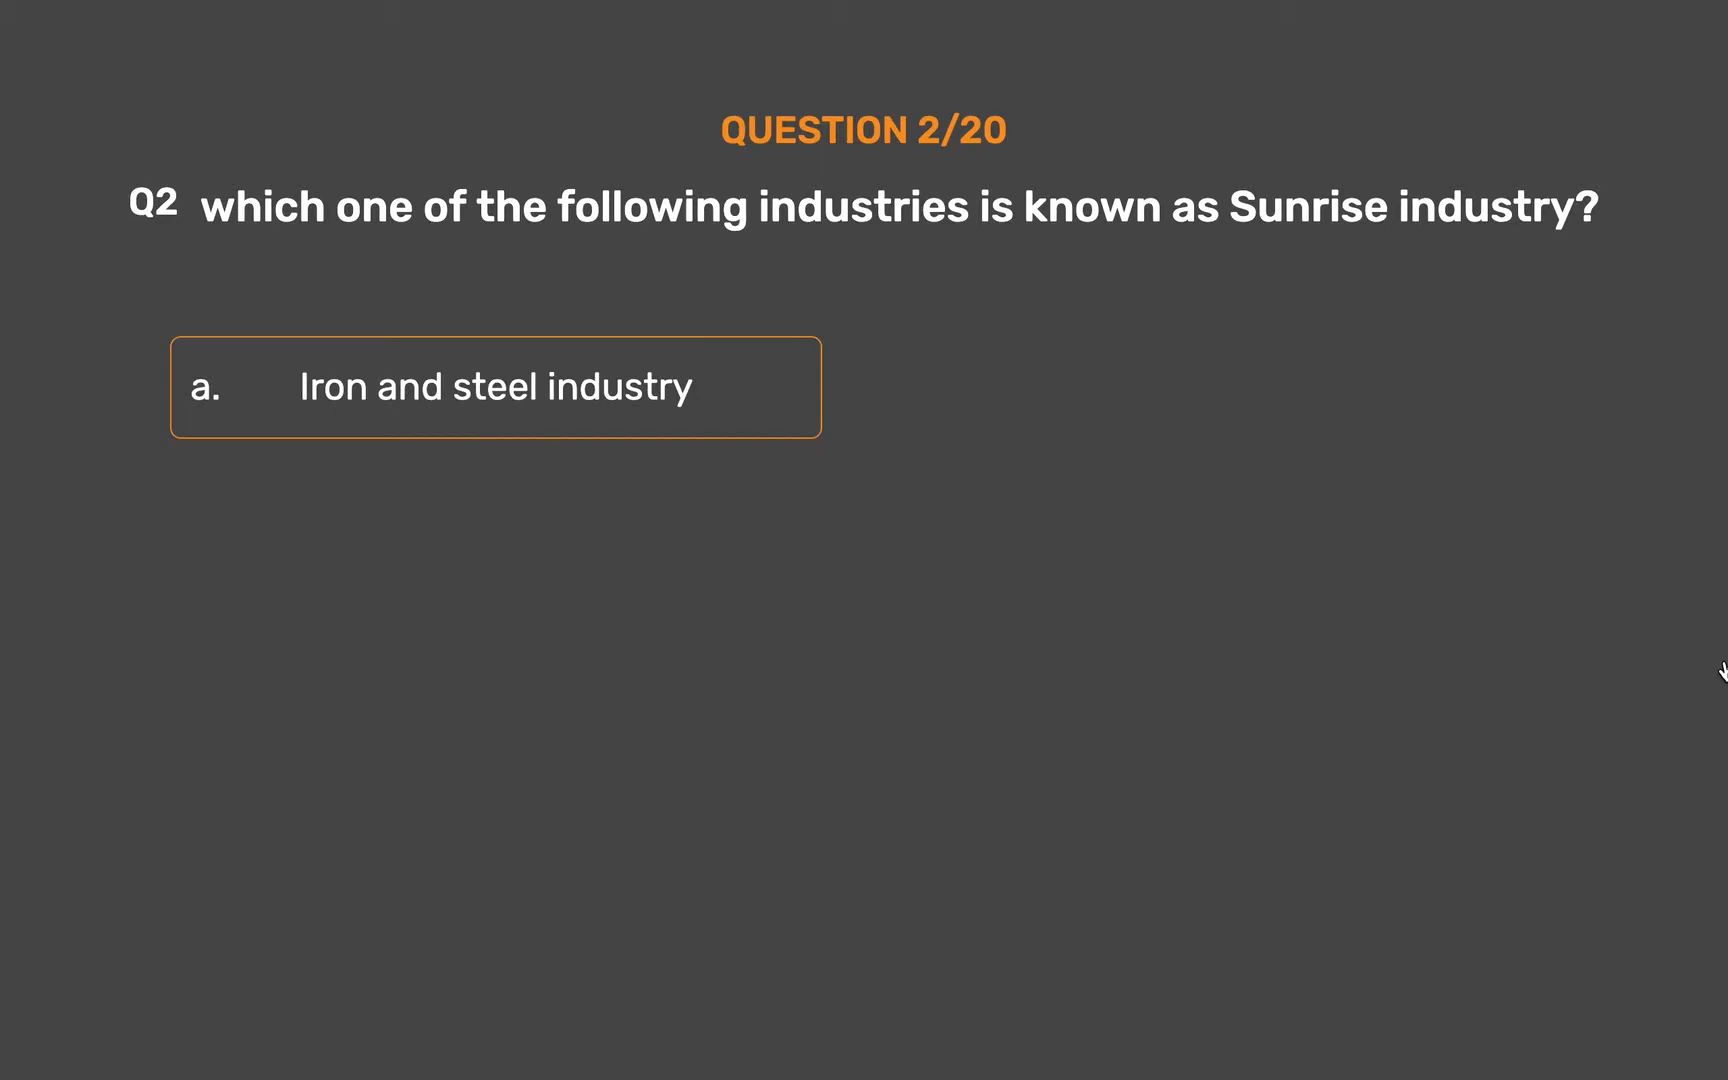 QUESTION 2/20
Q2 which one of the following industries is known as Sunrise industry?
a. Iron and steel industry